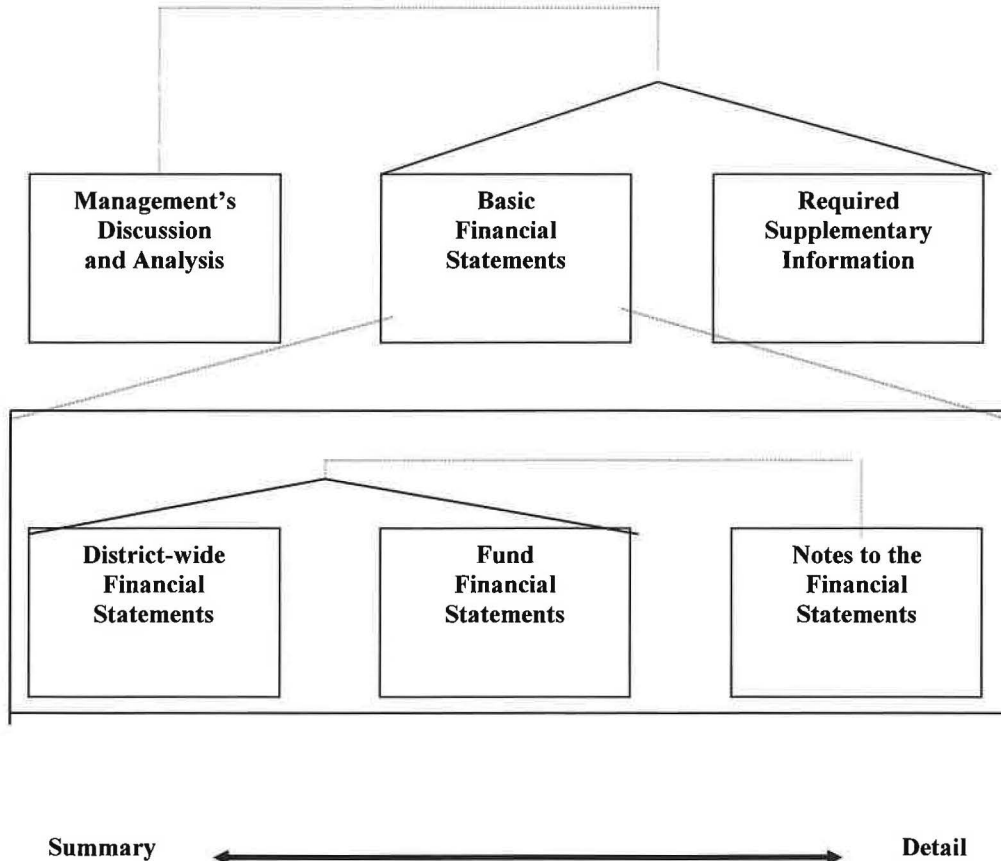 Management's
Discussion
and Analysis
Basic
Financial
Statements
Required
Supplementary
Information
District-wide
Financial
Statements
Fund
Financial
Statements
Notes to the
Financial
Statements
Summary
Detail